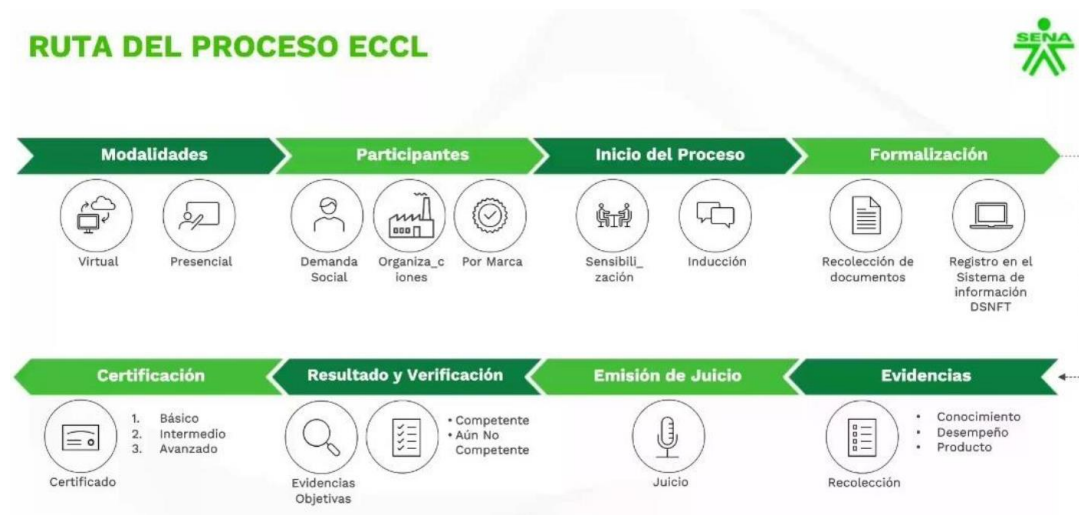 RUTA DEL PROCESO ECCL
SENA
Modalidades
Participantes
Inicio del Proceso
Formalización
Virtual
Presencial
Demanda
Social
Organiza_c
iones
Por Marca
Sensibili_
zación
Inducción
Recolección de
documentos
Registro en el
Sistema de
información
DSNFT
Certificación
Resultado y Verificación
Emisión de Juicio
Evidencias
Certificado
1. Básico
2. Intermedio
3. Avanzado
Evidencias
Objetivas
• Competente
• Aún No
Competente
Juicio
Recolección
• Conocimiento
• Desempeño
• Producto